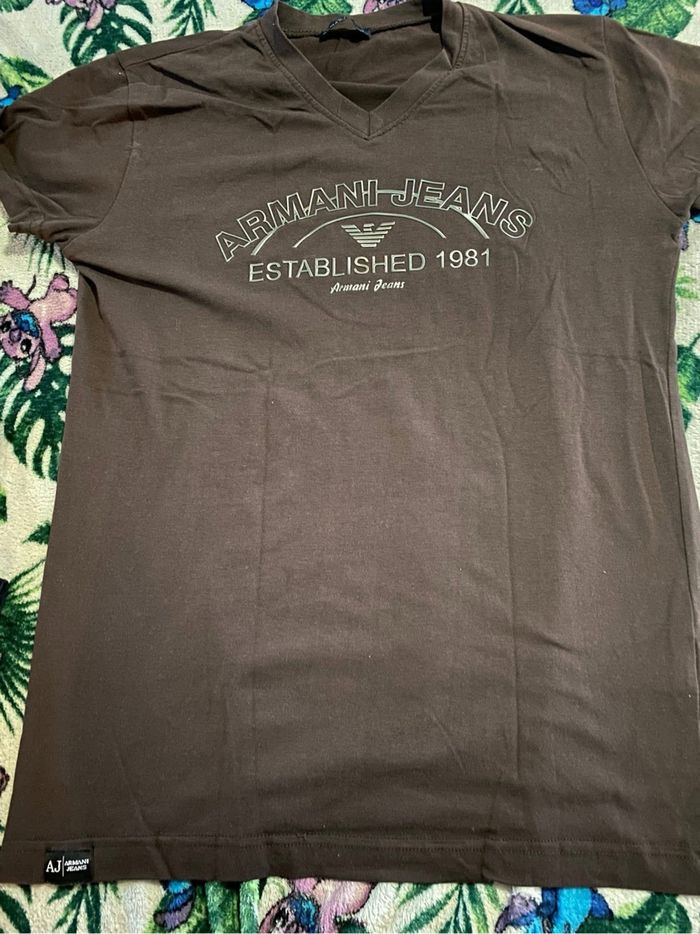 ARMANI JEANS
ESTABLISHED 1981
Armani Jeans
AJ ARMANI
JEANS